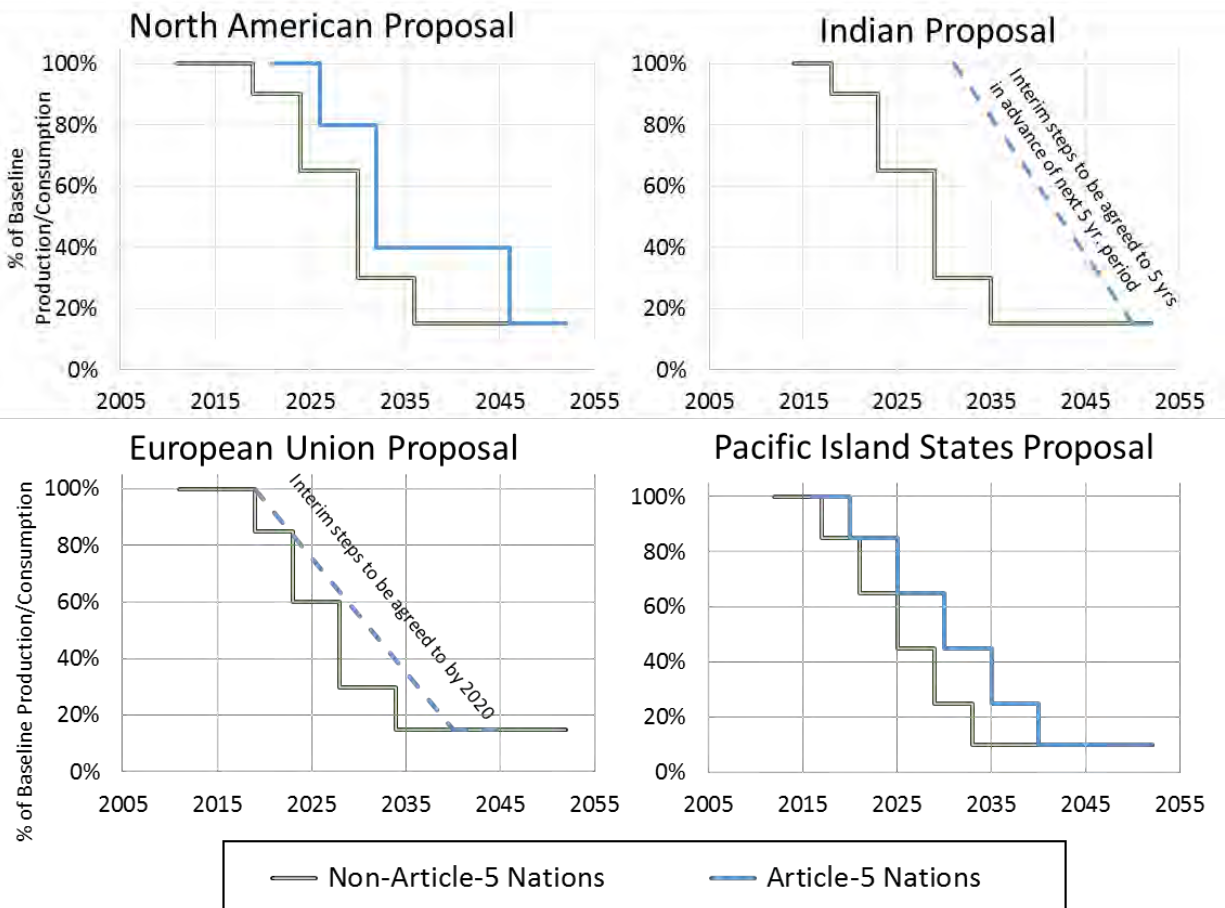 North American Proposal
% of Baseline
Production/Consumption
100%
80%
60%
40%
20%
0%
2005 2015 2025 2035 2045 2055
Indian Proposal
100%
80%
60%
40%
20%
0%
Interim steps to be agreed to 5 yrs
in advance of next 5 yr. period
2005 2015 2025 2035 2045 2055
European Union Proposal
% of Baseline Production/Consumption
100%
80%
60%
40%
20%
0%
Interim steps to be agreed to by 2020
2005 2015 2025 2035 2045 2055
Pacific Island States Proposal
100%
80%
60%
40%
20%
0%
2005 2015 2025 2035 2045 2055
Non-Article-5 Nations
Article-5 Nations